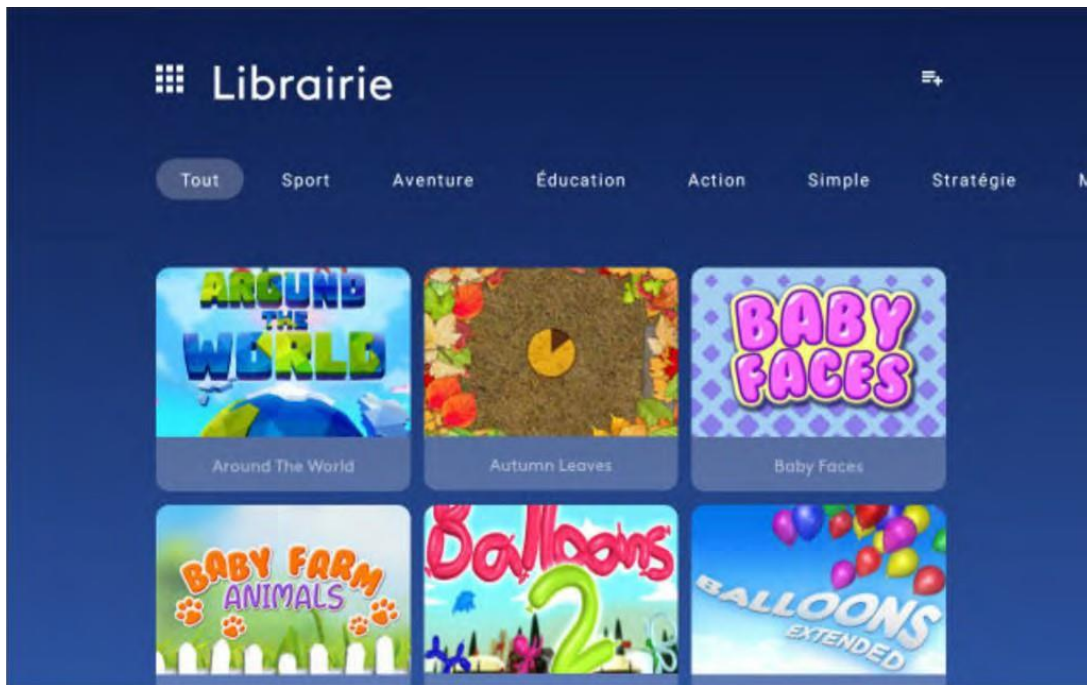 Librairie
Tout Sport Aventure Éducation Action Simple Stratégie M
AROUND
THE
WORLD
BABY
FACES
Around The World Autumn Leaves Baby Faces
BABY FARM
ANIMALS
Balloons
2
BALLOONS
EXTENDED